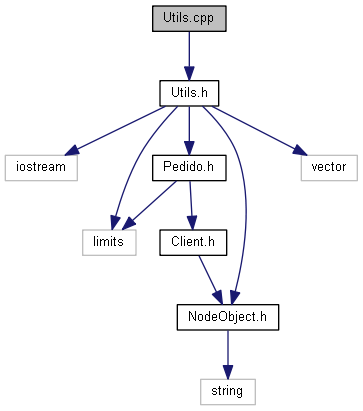 Utils.cpp
Utils.h
iostream
Pedido.h
vector
limits
Client.h
NodeObject.h
string